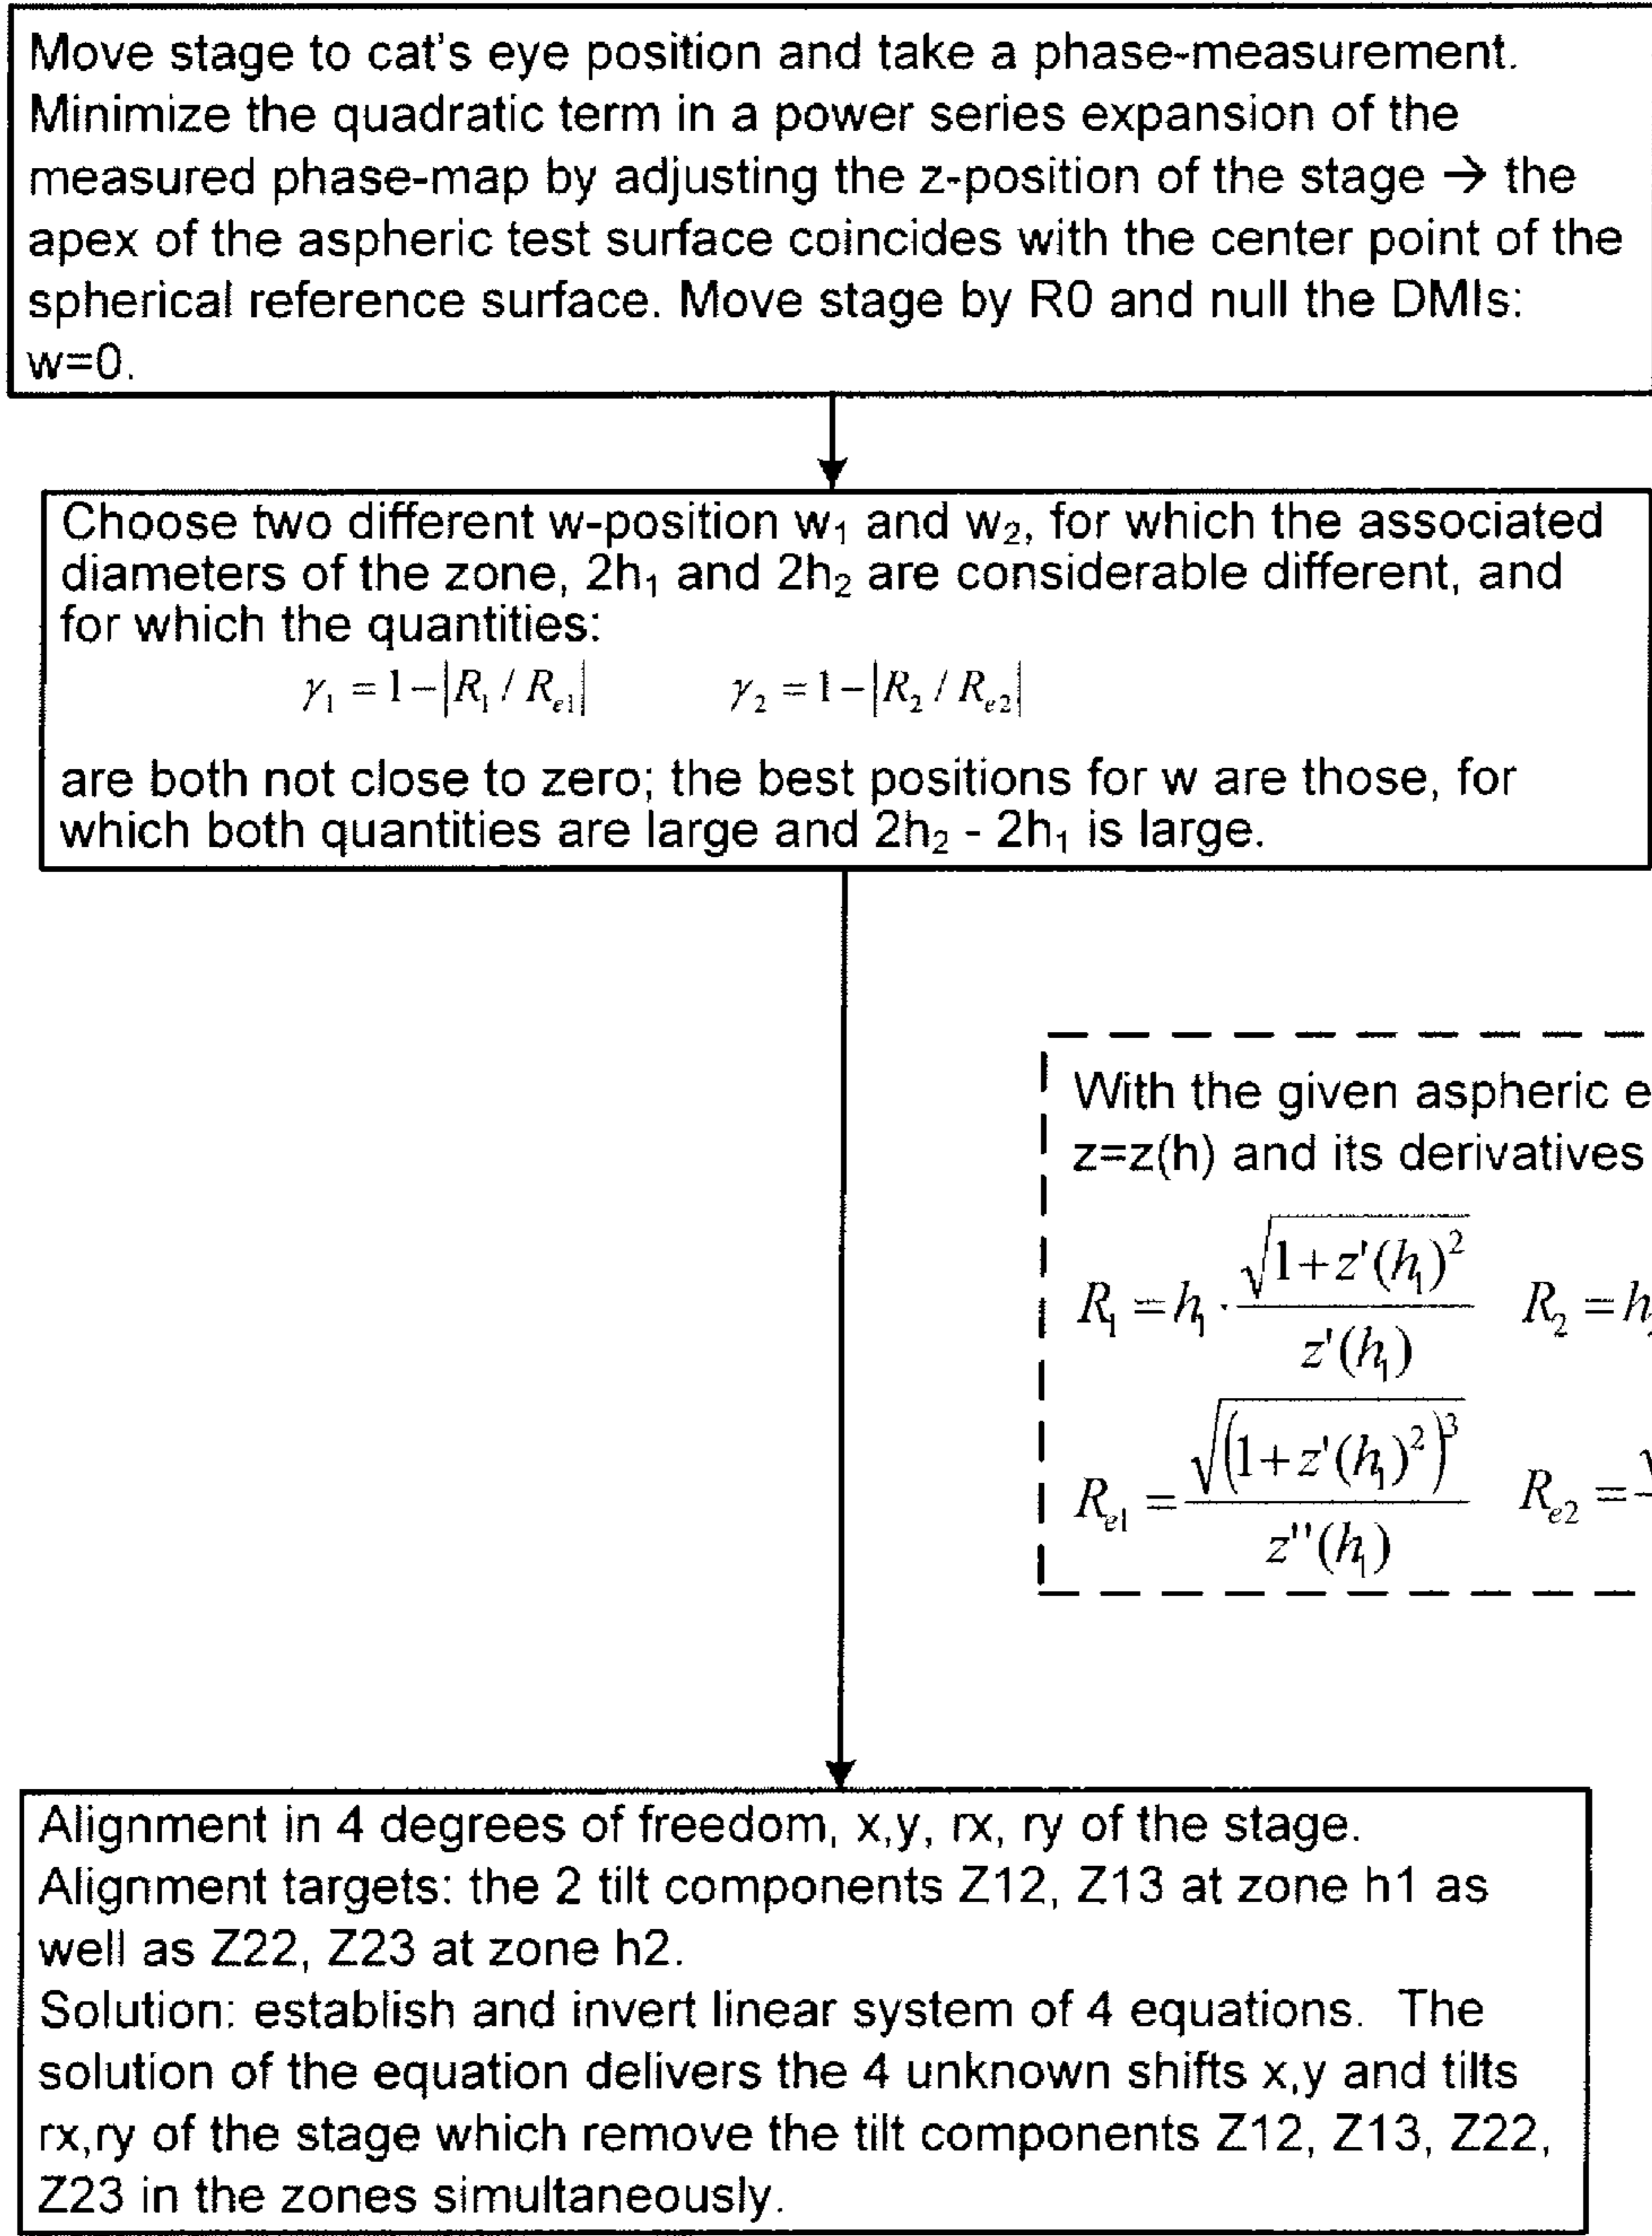 Move stage to cat's eye position and take a phase-measurement.
Minimize the quadratic term in a power series expansion of the
measured phase-map by adjusting the z-position of the stage → the
apex of the aspheric test surface coincides with the center point of the
spherical reference surface. Move stage by R0 and null the DMIs:
w=0.
Choose two different w-position w₁ and w₂, for which the associated
diameters of the zone, 2h₁ and 2h₂ are considerable different, and
for which the quantities:
γ₁ = 1-|R₁ / Rₑ₁| γ₂ = 1-|R₂ / Rₑ₂|
are both not close to zero; the best positions for w are those, for
which both quantities are large and 2h₂ - 2h₁ is large.
With the given aspheric e
z=z(h) and its derivatives
R₁ = h₁ · √(1+z'(h₁)²) / z'(h₁) R₂ = h
Rₑ₁ = √((1+z'(h₁)²)³) / z''(h₁) Rₑ₂ =
Alignment in 4 degrees of freedom, x,y, rx, ry of the stage.
Alignment targets: the 2 tilt components Z12, Z13 at zone h1 as
well as Z22, Z23 at zone h2.
Solution: establish and invert linear system of 4 equations. The
solution of the equation delivers the 4 unknown shifts x,y and tilts
rx,ry of the stage which remove the tilt components Z12, Z13, Z22,
Z23 in the zones simultaneously.